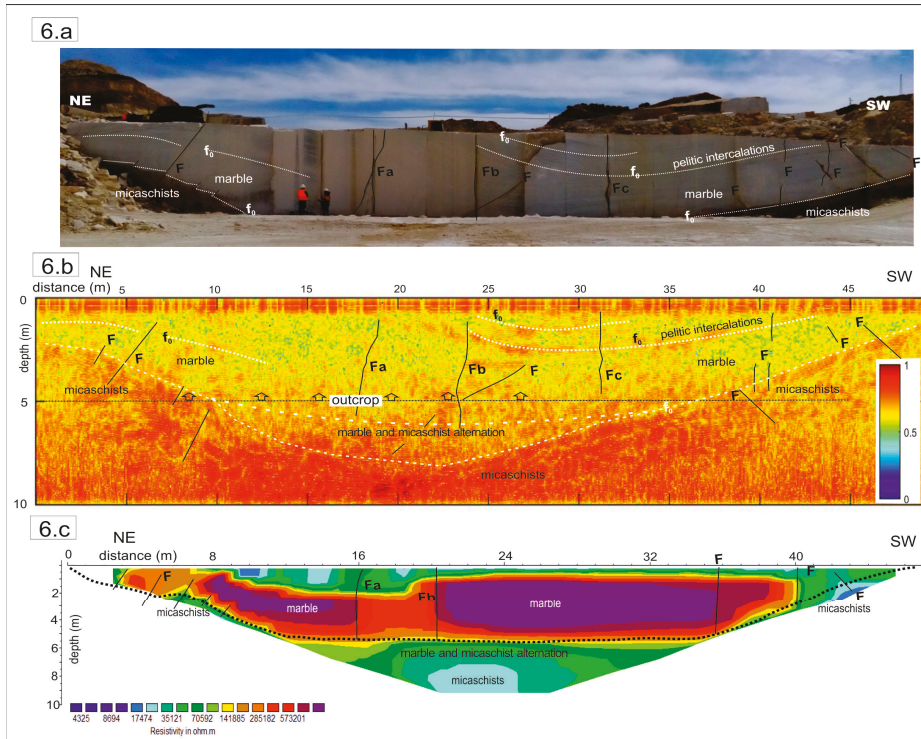 6.a
NE
SW
f₀
pelitic intercalations
f₀
F
marble
Fa
Fb
F
f₀
Fc
marble
F
F
F
F
F
micaschists
f₀
f₀
micaschists
6.b
NE
SW
distance (m) 5 10 15 20 25 30 35 40 45
0
depth (m)
5
10
F
F
f₀
marble
micaschists
Fa
Fb
F
f₀
f₀
pelitic intercalations
Fc
marble
F
F
F
F
micaschists
outcrop
f₀
marble and micaschist alternation
micaschists
1
0.5
0
6.c
NE
SW
0 distance (m) 8 16 24 32 40
0
2
4
6
8
10
depth (m)
F
Fa
Fb
F
F
F
micaschists
marble
marble
micaschists
marble and micaschist alternation
micaschists
4325 8694 17474 35121 70592 141885 285182 573201
Resistivity in ohm.m